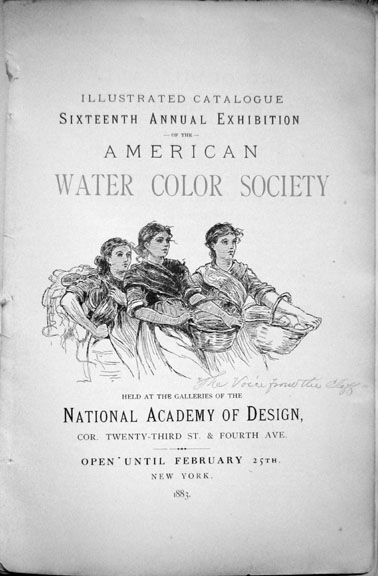 ILLUSTRATED CATALOGUE
SIXTEENTH ANNUAL EXHIBITION
— OF THE —
AMERICAN
WATER COLOR SOCIETY
The Voice from the Cliff
HELD AT THE GALLERIES OF THE
NATIONAL ACADEMY OF DESIGN,
COR. TWENTY-THIRD ST. & FOURTH AVE.
OPEN UNTIL FEBRUARY 25TH.
NEW YORK.
1883.